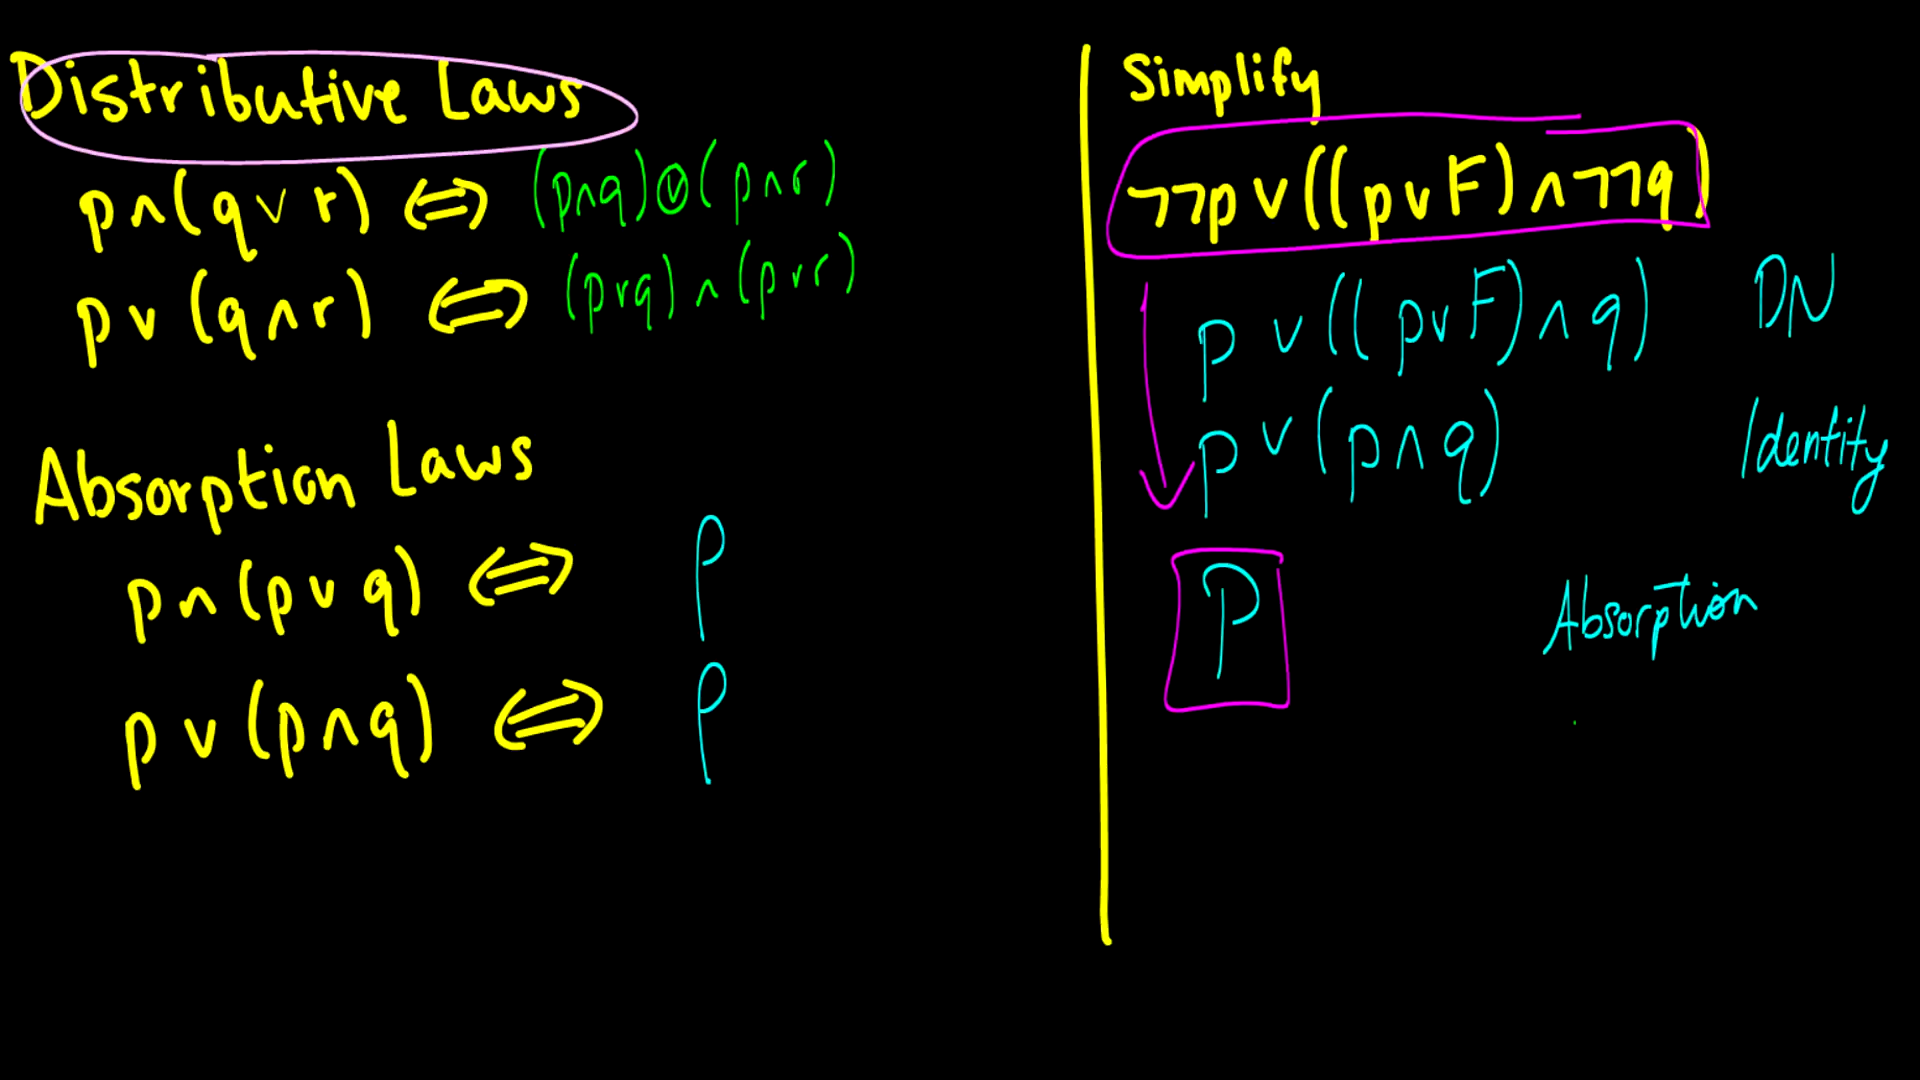 Distributive Laws
p∧(q∨r) ⇔ (p∧q)∨(p∧r)
p∨(q∧r) ⇔ (p∨q)∧(p∨r)
Absorption Laws
p∧(p∨q) ⇔ P
p∨(p∧q) ⇔ P
Simplify
¬¬p∨((p∨F)∧¬¬q)
p∨((p∨F)∧q) DN
p∨(p∧q) Identity
P Absorption